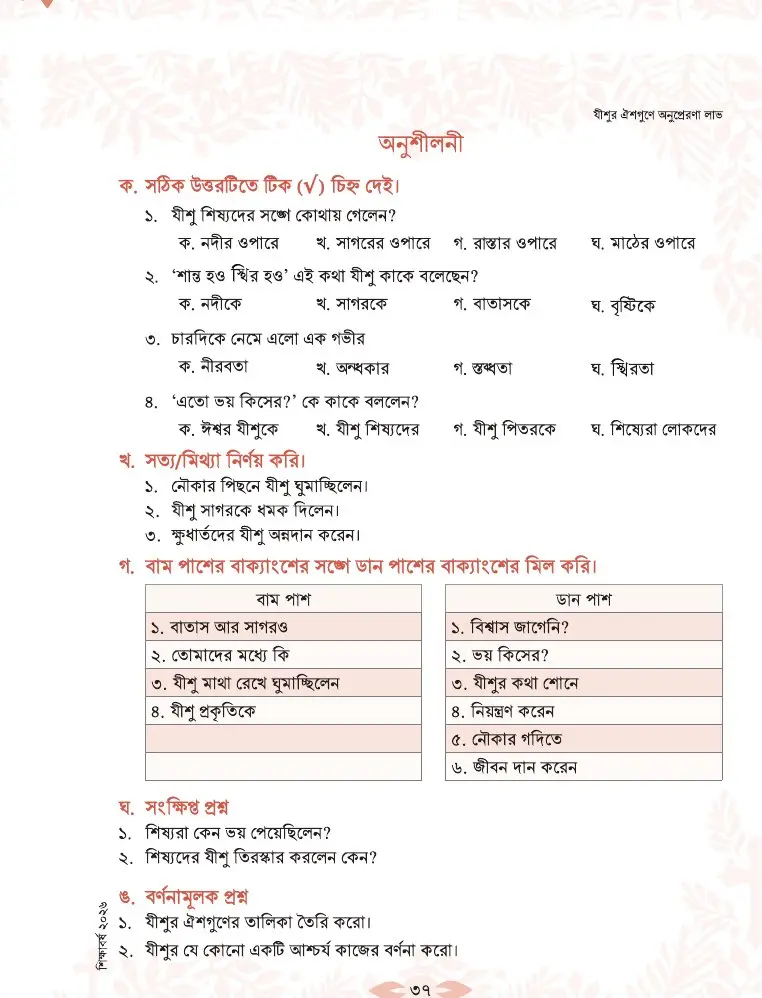 যীশুর ঐশগুণে অনুপ্রেরণা লাভ
অনুশীলনী
ক. সঠিক উত্তরটিতে টিক (√) চিহ্ন দেই।
১. যীশু শিষ্যদের সঙ্গে কোথায় গেলেন?
ক. নদীর ওপারে খ. সাগরের ওপারে গ. রাস্তার ওপারে ঘ. মাঠের ওপারে
২. ‘শান্ত হও স্থির হও’ এই কথা যীশু কাকে বলেছেন?
ক. নদীকে খ. সাগরকে গ. বাতাসকে ঘ. বৃষ্টিকে
৩. চারদিকে নেমে এলো এক গভীর
ক. নীরবতা খ. অন্ধকার গ. স্তব্ধতা ঘ. স্থিরতা
৪. ‘এতো ভয় কিসের?’ কে কাকে বললেন?
ক. ঈশ্বর যীশুকে খ. যীশু শিষ্যদের গ. যীশু পিতরকে ঘ. শিষ্যেরা লোকদের
খ. সত্য/মিথ্যা নির্ণয় করি।
১. নৌকার পিছনে যীশু ঘুমাচ্ছিলেন।
২. যীশু সাগরকে ধমক দিলেন।
৩. ক্ষুধার্তদের যীশু অন্নদান করেন।
গ. বাম পাশের বাক্যাংশের সঙ্গে ডান পাশের বাক্যাংশের মিল করি।
বাম পাশ ডান পাশ
১. বাতাস আর সাগরও ১. বিশ্বাস জাগেনি?
২. তোমাদের মধ্যে কি ২. ভয় কিসের?
৩. যীশু মাথা রেখে ঘুমাচ্ছিলেন ৩. যীশুর কথা শোনে
৪. যীশু প্রকৃতিকে ৪. নিয়ন্ত্রণ করেন
৫. নৌকার গদিতে
৬. জীবন দান করেন
ঘ. সংক্ষিপ্ত প্রশ্ন
১. শিষ্যরা কেন ভয় পেয়েছিলেন?
২. শিষ্যদের যীশু তিরস্কার করলেন কেন?
ঙ. বর্ণনামূলক প্রশ্ন
১. যীশুর ঐশগুণের তালিকা তৈরি করো।
২. যীশুর যে কোনো একটি আশ্চর্য কাজের বর্ণনা করো।
শিক্ষাবর্ষ ২০২৬
৩৭